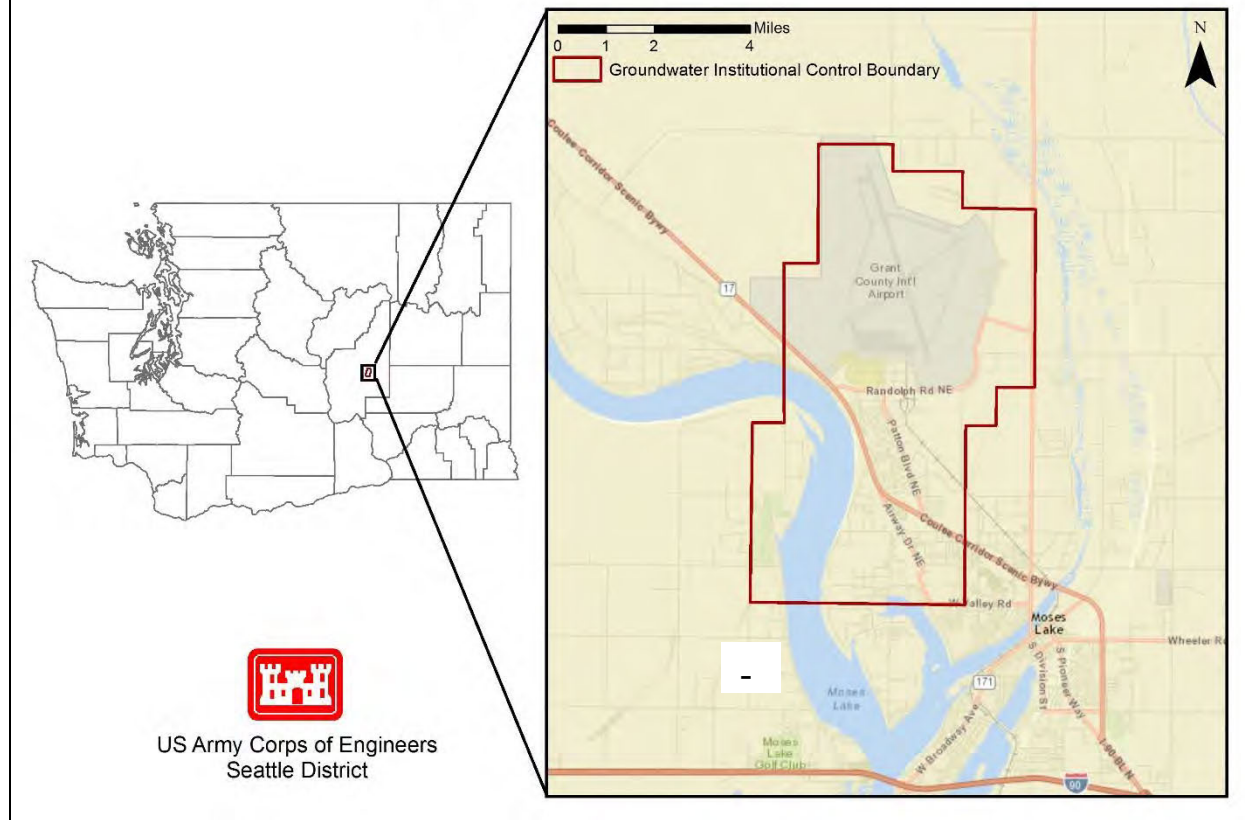 Miles
0 1 2 4
Groundwater Institutional Control Boundary
N
Coulee Corridor Scenic Bywy
17
Grant
County Int'l
Airport
Randolph Rd NE
Patton Blvd NE
Airway Dr NE
Coulee Corridor Scenic Bywy
W Valley Rd
Moses
Lake
Wheeler Rd
S Division St
S Pioneer Way
171
-
Moses
Lake
W Broadway Ave
I-90 BL N
Moses
Lake
Golf Club
90
US Army Corps of Engineers
Seattle District